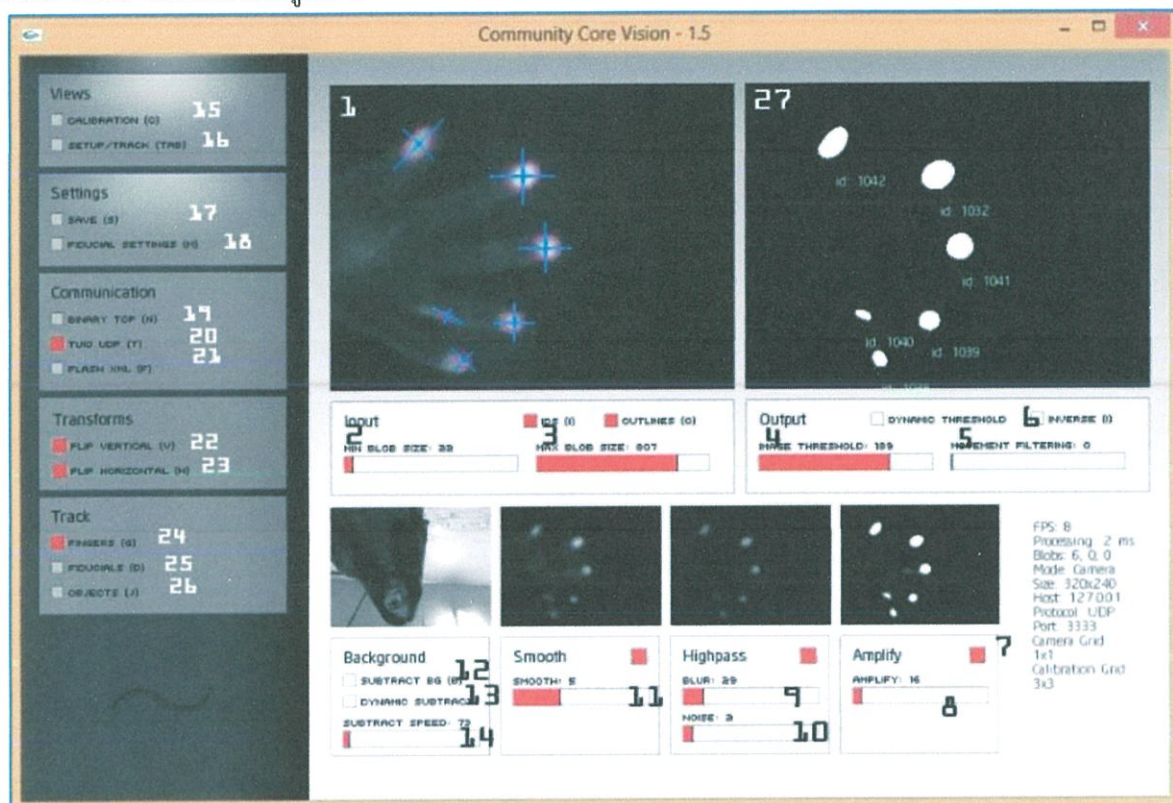 Community Core Vision - 1.5
Views
CALIBRATION (C) 15
SETUP/TRACK (TAB) 16
Settings
SAVE (S) 17
FIDUCIAL SETTINGS (K) 18
Communication
BINARY TCP (N) 19
TUIO UDP (T) 20
FLASH XML (F) 21
Transforms
FLIP VERTICAL (V) 22
FLIP HORIZONTAL (H) 23
Track
FINGERS (G) 24
FIDUCIALS (D) 25
OBJECTS (J) 26
1
27
id: 1042
id: 1032
id: 1041
id: 1040
id: 1039
Input
IDS (I)
OUTLINES (O)
2
3
MIN BLOB SIZE:
MAX BLOB SIZE: 807
Output
DYNAMIC THRESHOLD
6
INVERSE (I)
4
5
IMAGE THRESHOLD: 189
MOVEMENT FILTERING: 0
Background
12
SUBTRACT BG (B)
13
DYNAMIC SUBTRACT
SUBTRACT SPEED: 72
14
Smooth
SMOOTH: 5
11
Highpass
BLUR: 29
9
NOISE: 3
10
Amplify
7
AMPLIFY: 16
8
FPS: 8
Processing: 2 ms
Blobs: 6, 0, 0
Mode: Camera
Size: 320x240
Host: 127.0.0.1
Protocol: UDP
Port: 3333
Camera Grid
1x1
Calibration Grid
3x3